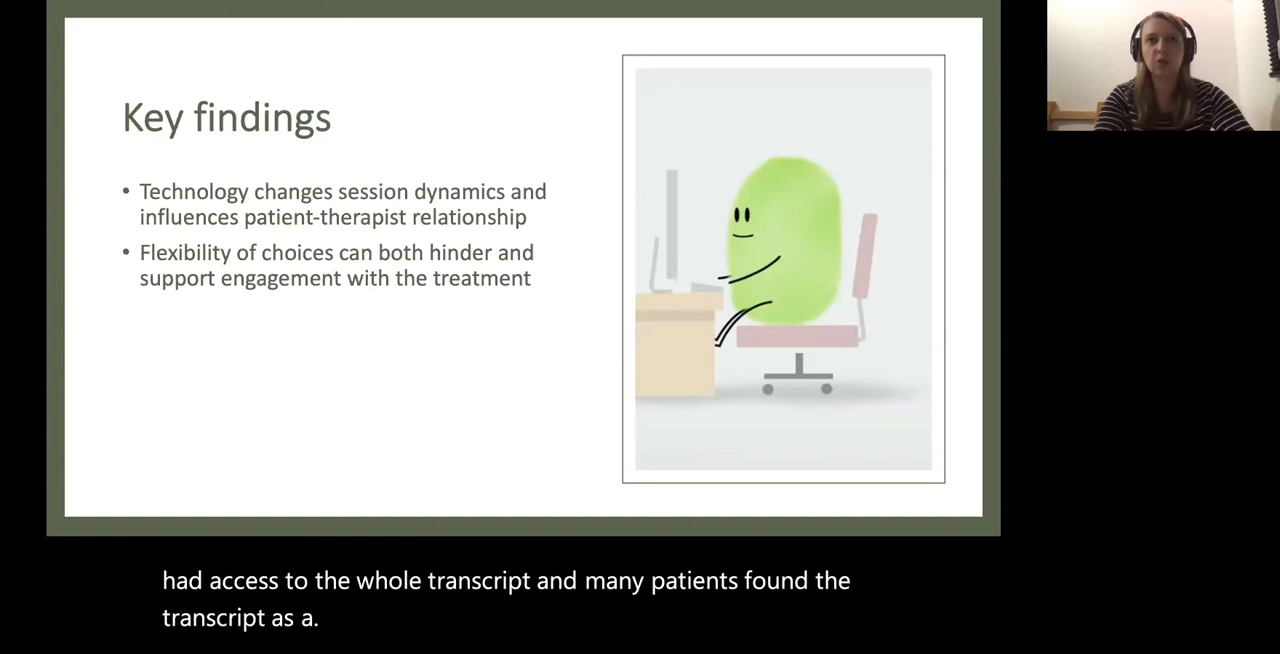 Key findings
• Technology changes session dynamics and
influences patient-therapist relationship
• Flexibility of choices can both hinder and
support engagement with the treatment
had access to the whole transcript and many patients found the
transcript as a.